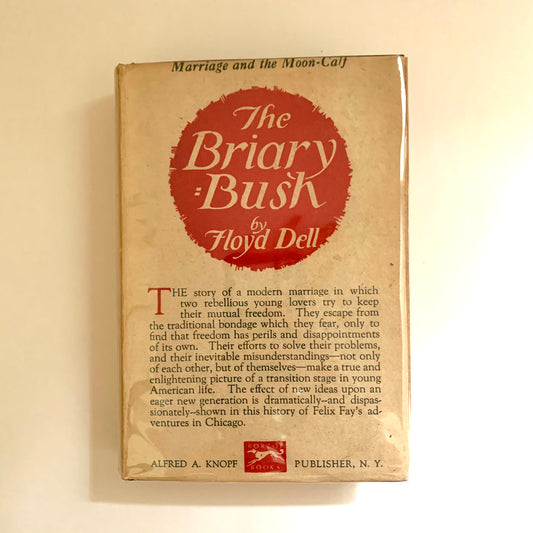 Marriage and the Moon-Calf
The
Briary
=Bush
by
Floyd Dell
THE story of a modern marriage in which
two rebellious young lovers try to keep
their mutual freedom. They escape from
the traditional bondage which they fear, only to
find that freedom has perils and disappointments
of its own. Their efforts to solve their problems,
and their inevitable misunderstandings—not only
of each other, but of themselves—make a true and
enlightening picture of a transition stage in young
American life. The effect of new ideas upon an
eager new generation is dramatically—and dispas-
sionately—shown in this history of Felix Fay's ad-
ventures in Chicago.
BORZOI
BOOKS
ALFRED A. KNOPF PUBLISHER, N. Y.